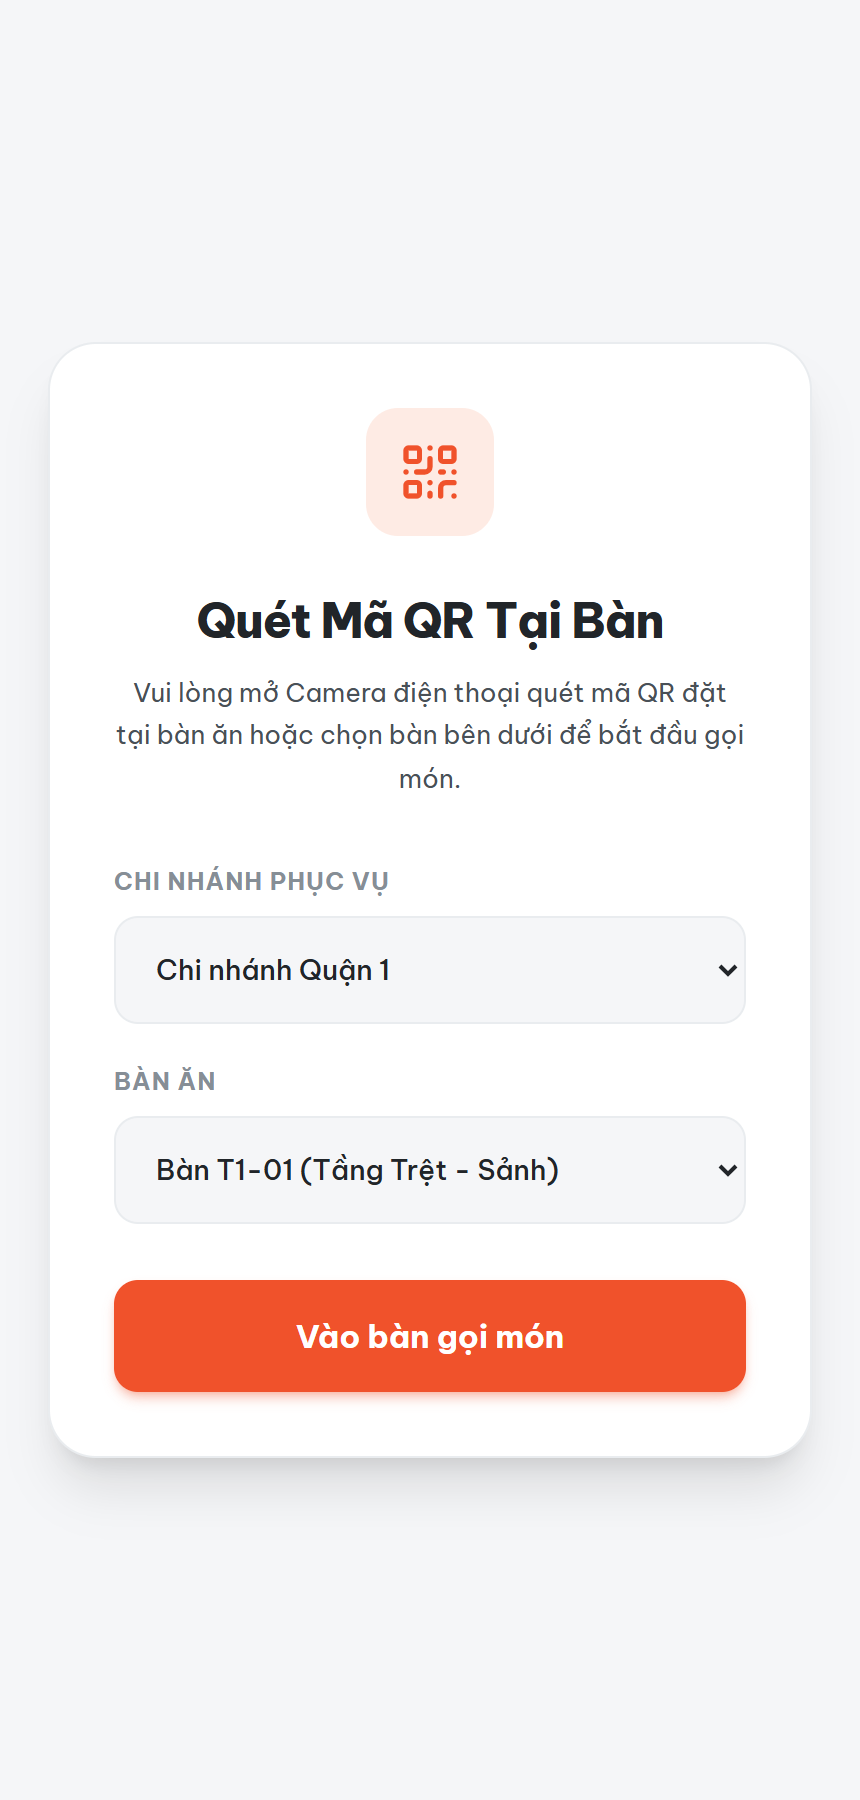 Quét Mã QR Tại Bàn
Vui lòng mở Camera điện thoại quét mã QR đặt
tại bàn ăn hoặc chọn bàn bên dưới để bắt đầu gọi
món.
CHI NHÁNH PHỤC VỤ
Chi nhánh Quận 1
BÀN ĂN
Bàn T1-01 (Tầng Trệt - Sảnh)
Vào bàn gọi món